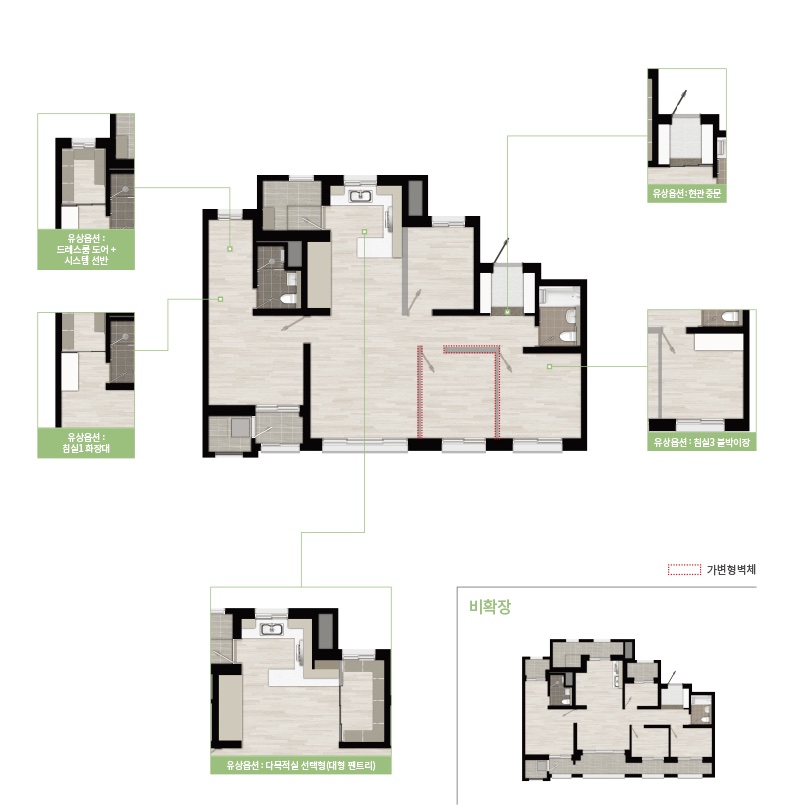 유상옵션 : 현관 중문
유상옵션 :
드레스룸 도어 +
시스템 선반
유상옵션 :
침실1 화장대
유상옵션 : 침실3 붙박이장
가변형벽체
비확장
유상옵션 : 다목적실 선택형(대형 팬트리)